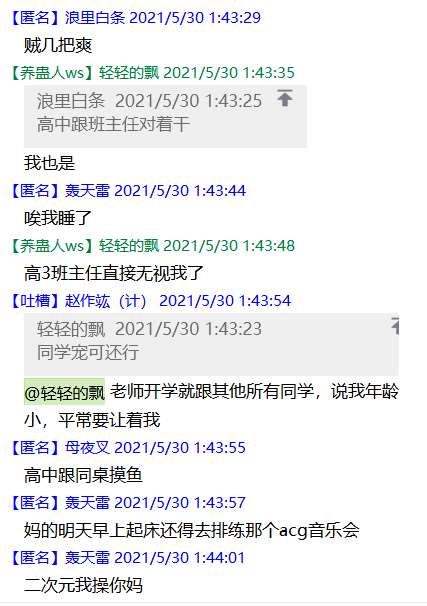 【匿名】浪里白条 2021/5/30 1:43:29
贼几把爽
【养蛊人ws】轻轻的飘 2021/5/30 1:43:35
浪里白条 2021/5/30 1:43:25
高中跟班主任对着干
我也是
【匿名】轰天雷 2021/5/30 1:43:44
唉我睡了
【养蛊人ws】轻轻的飘 2021/5/30 1:43:48
高3班主任直接无视我了
【吐槽】赵作竑（计） 2021/5/30 1:43:54
轻轻的飘 2021/5/30 1:43:23
同学宠可还行
@轻轻的飘 老师开学就跟其他所有同学，说我年龄
小，平常要让着我
【匿名】母夜叉 2021/5/30 1:43:55
高中跟同桌摸鱼
【匿名】轰天雷 2021/5/30 1:43:57
妈的明天早上起床还得去排练那个acg音乐会
【匿名】轰天雷 2021/5/30 1:44:01
二次元我操你妈